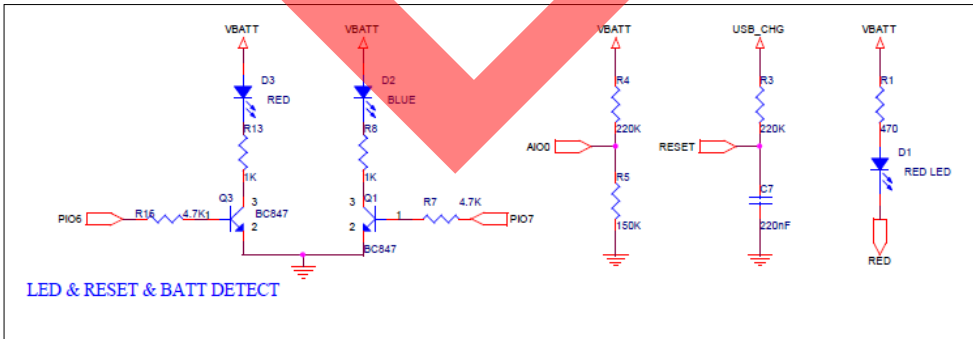 VBATT VBATT VBATT USB_CHG VBATT
D3 D2 R4 R3 R1
RED BLUE
R13 R8 220K 220K 470
AIO0 RESET D1
1K 1K R5 C7 RED LED
Q3 3 3 Q1 R7 4.7K
PIO6 R16 4.7K 1 BC847 1 PIO7
2 2 150K 220nF
BC847
RED
LED & RESET & BATT DETECT